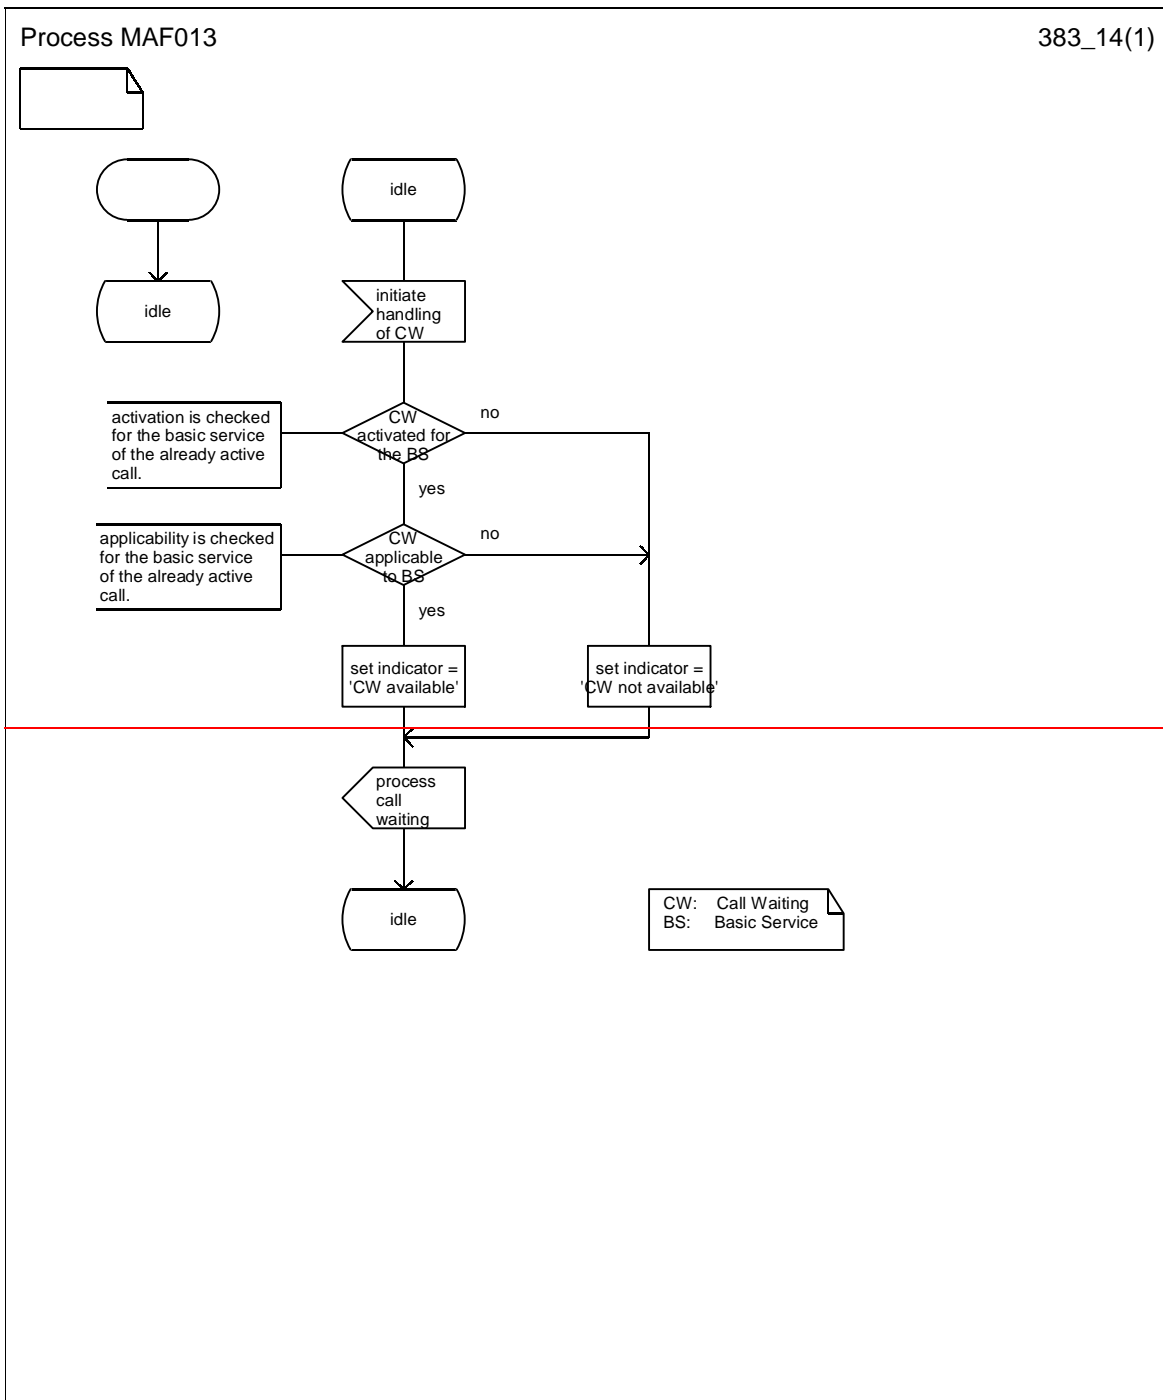 Process MAF013
383_14(1)
idle
idle
initiate
handling
of CW
activation is checked
for the basic service
of the already active
call.
CW
activated for
the BS
no
yes
applicability is checked
for the basic service
of the already active
call.
CW
applicable
to BS
no
yes
set indicator =
'CW available'
set indicator =
'CW not available'
process
call
waiting
idle
CW: Call Waiting
BS: Basic Service